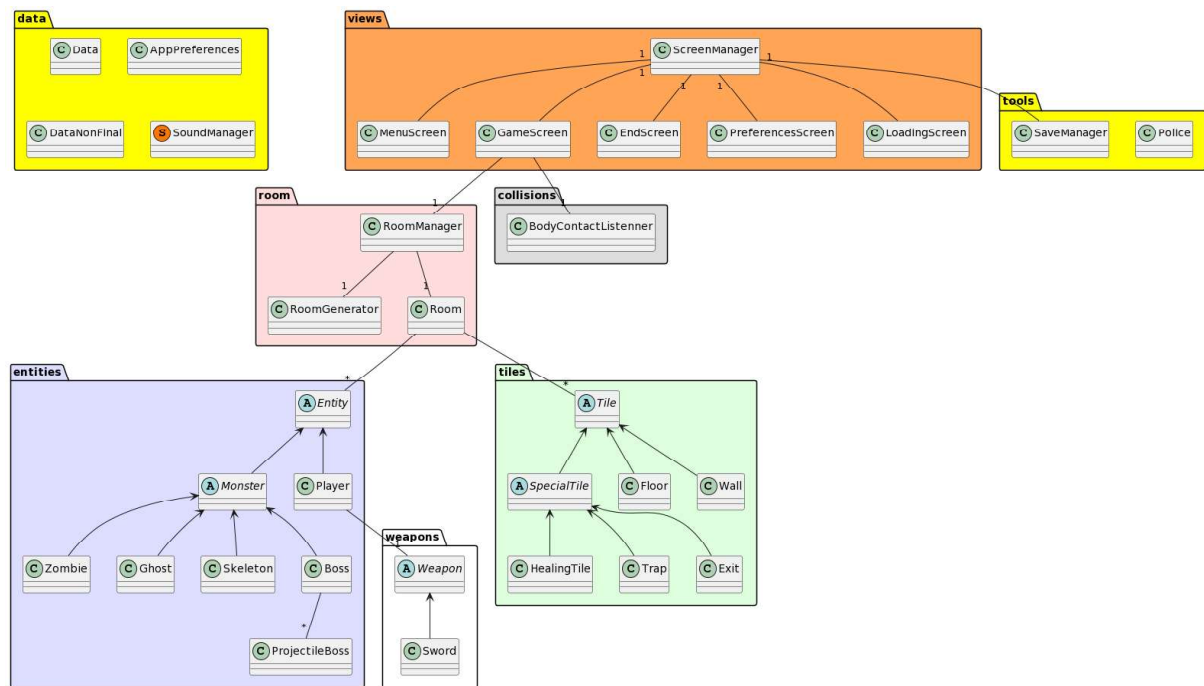 data
C Data
C AppPreferences
C DataNonFinal
S SoundManager
views
C ScreenManager
1
1
1
1
1
C MenuScreen
C GameScreen
C EndScreen
C PreferencesScreen
C LoadingScreen
tools
C SaveManager
C Police
room
1
C RoomManager
1
1
C RoomGenerator
C Room
collisions
1
C BodyContactListenner
entities
*
A Entity
A Monster
C Player
C Zombie
C Ghost
C Skeleton
C Boss
*
C ProjectileBoss
weapons
1
A Weapon
C Sword
tiles
*
A Tile
A SpecialTile
C Floor
C Wall
C HealingTile
C Trap
C Exit